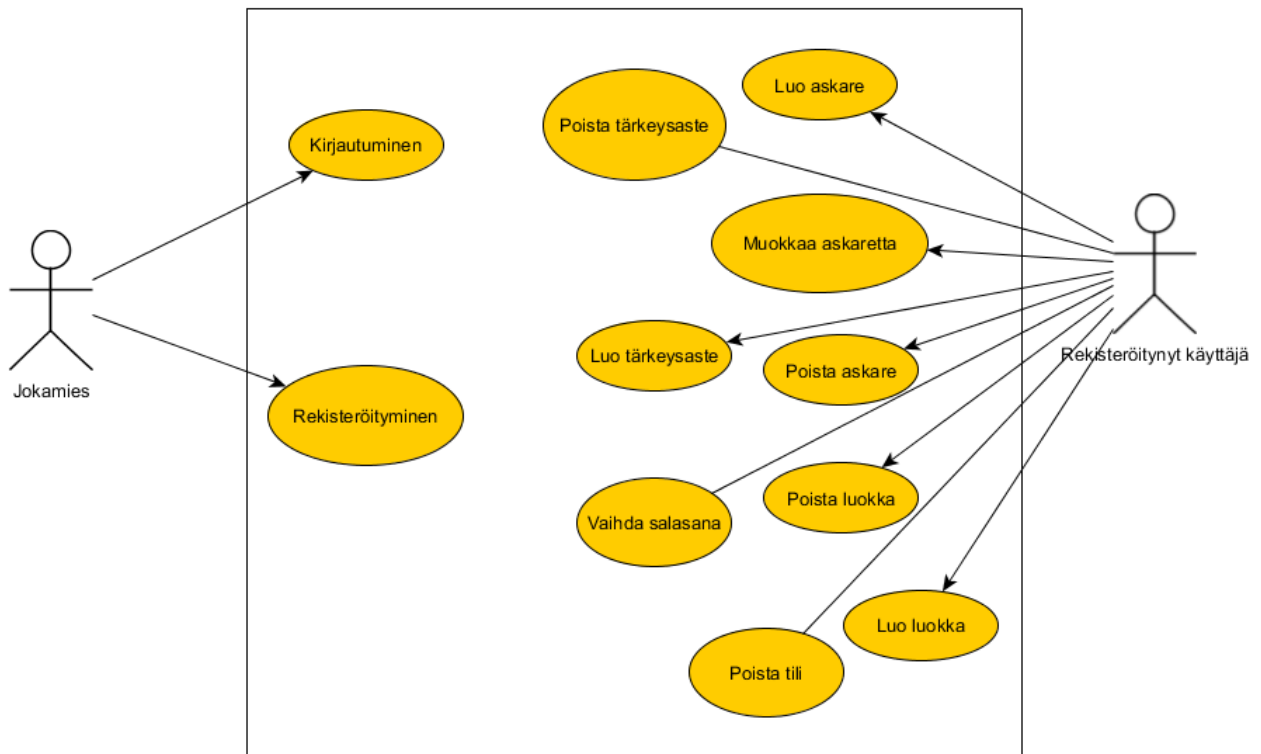 Luo askare
Poista tärkeysaste
Kirjautuminen
Muokkaa askaretta
Luo tärkeysaste
Poista askare
Rekisteröitynyt käyttäjä
Jokamies
Rekisteröityminen
Poista luokka
Vaihda salasana
Luo luokka
Poista tili